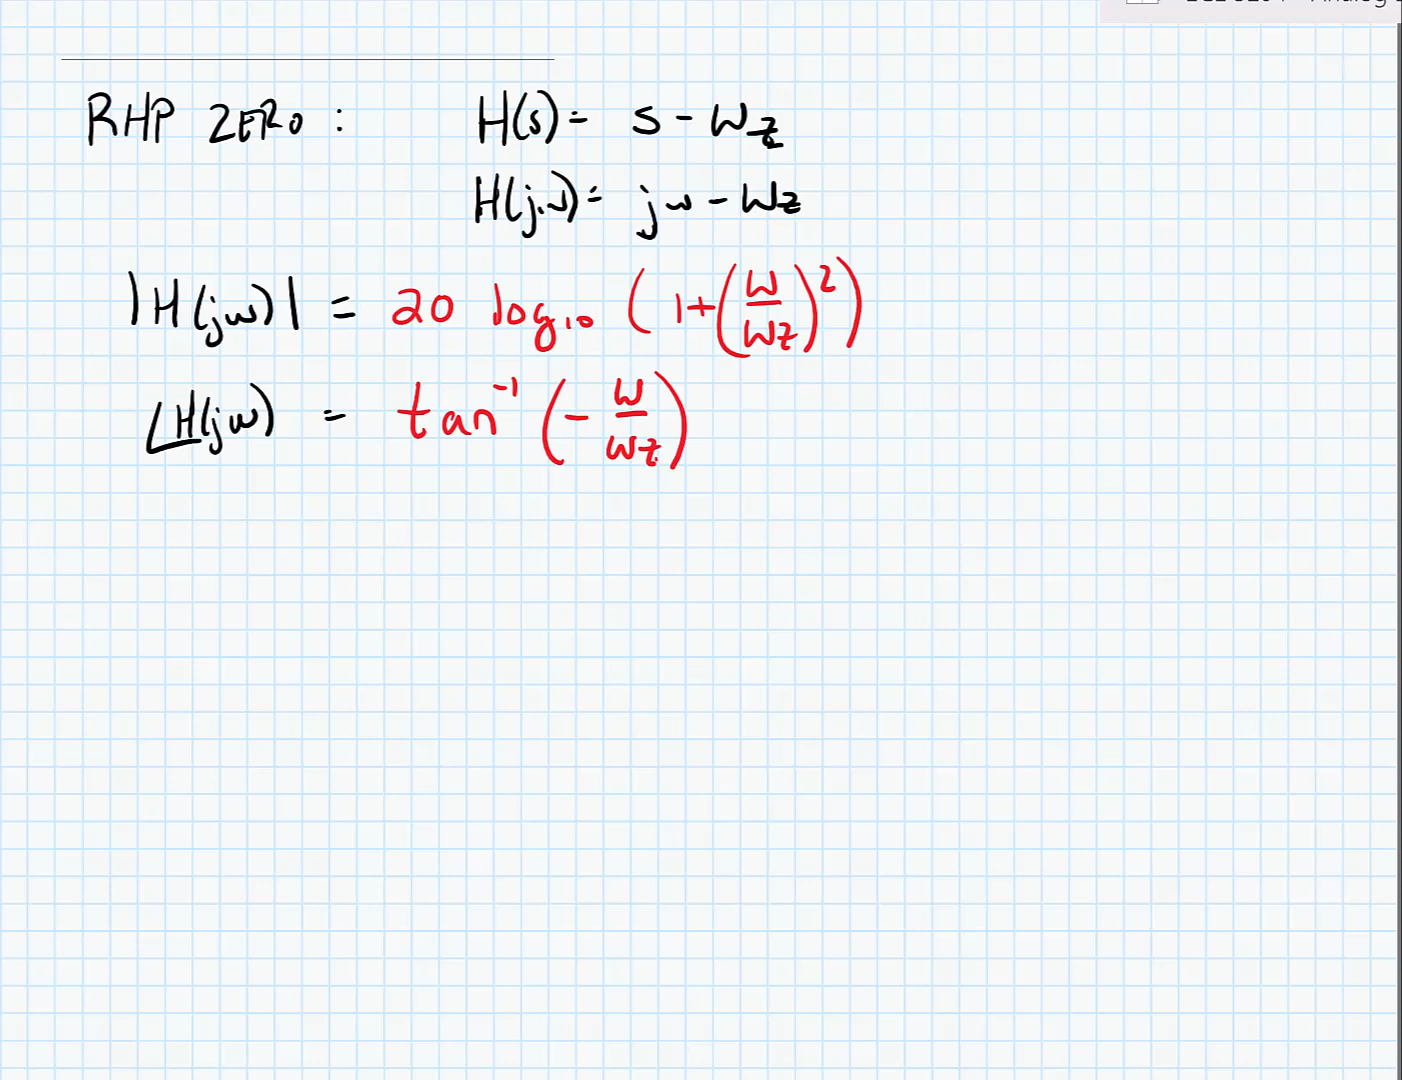 RHP ZERO : H(s) = s - ωz
H(jω) = jω - ωz
|H(jω)| = 20 log10 (1+(ω/ωz)²)
∠H(jω) = tan⁻¹ (- ω/ωz)